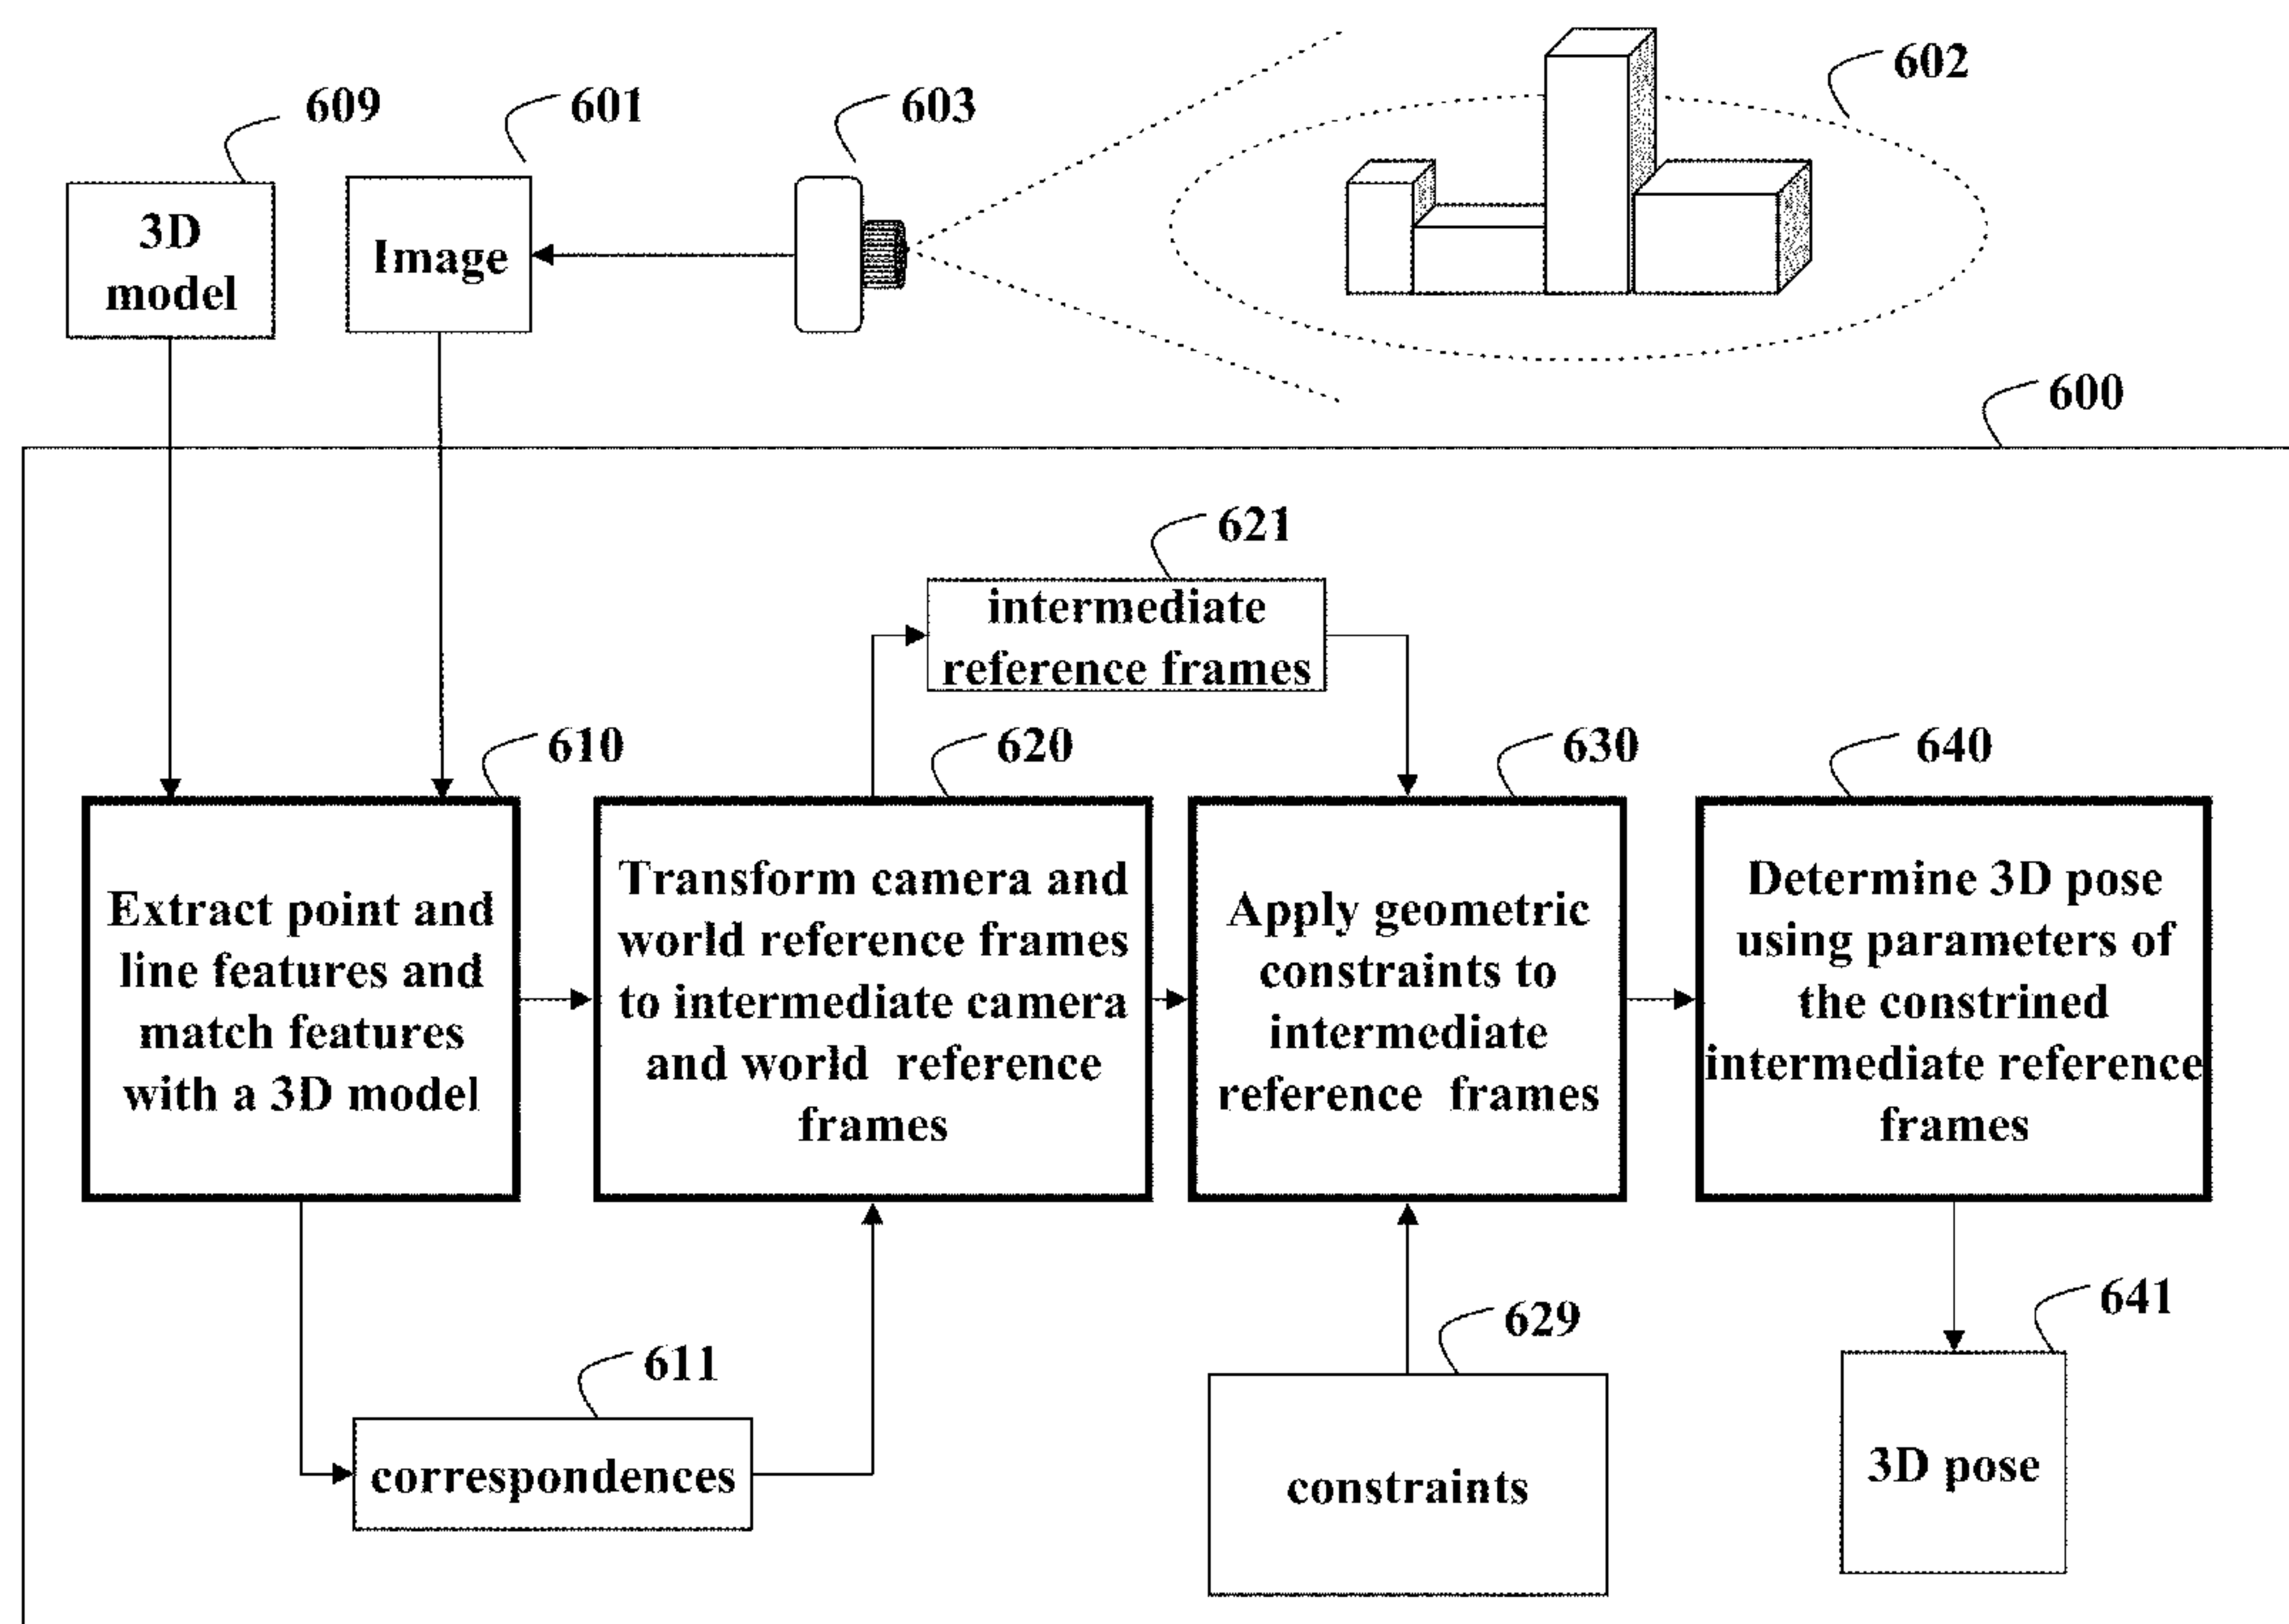 609
601
603
602
3D
model
Image
600
621
intermediate
reference frames
610
620
630
640
Extract point and
line features and
match features
with a 3D model
Transform camera and
world reference frames
to intermediate camera
and world reference
frames
Apply geometric
constraints to
intermediate
reference frames
Determine 3D pose
using parameters of
the constrined
intermediate reference
frames
611
correspondences
629
constraints
641
3D pose